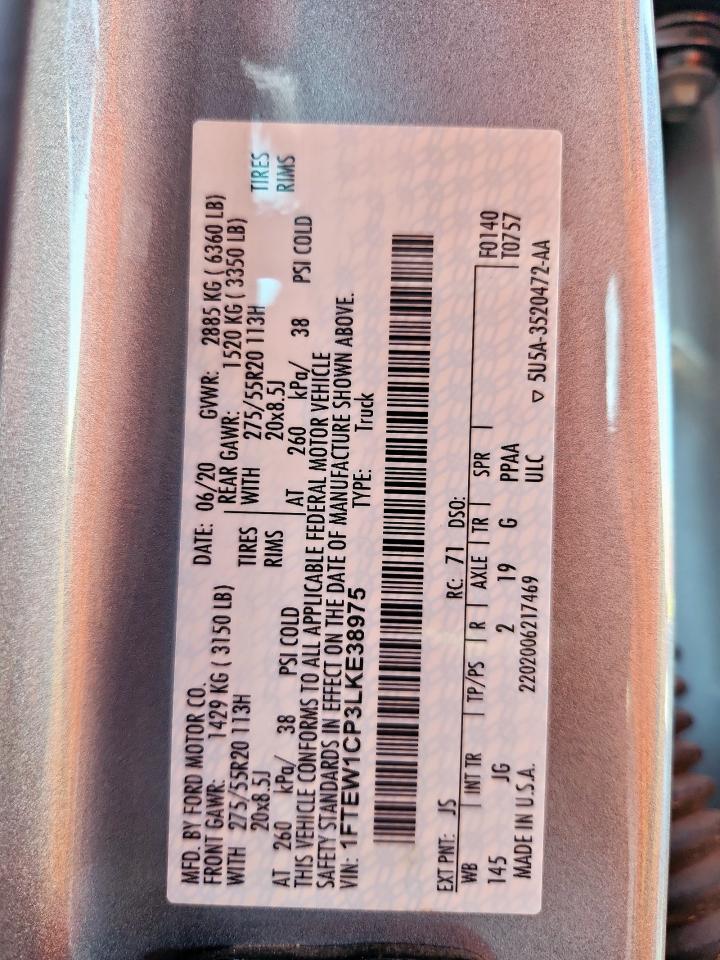 MFD. BY FORD MOTOR CO. DATE: 06/20 GVWR: 2885 KG ( 6360 LB)
FRONT GAWR: 1429 KG ( 3150 LB) REAR GAWR: 1520 KG ( 3350 LB)
WITH 275/55R20 113H TIRES WITH 275/55R20 113H TIRES
20x8.5J RIMS 20x8.5J RIMS
AT 260 kPa/ 38 PSI COLD AT 260 kPa/ 38 PSI COLD
THIS VEHICLE CONFORMS TO ALL APPLICABLE FEDERAL MOTOR VEHICLE
SAFETY STANDARDS IN EFFECT ON THE DATE OF MANUFACTURE SHOWN ABOVE.
VIN: 1FTEW1CP3LKE38975 TYPE: Truck
EXT PNT: JS RC: 71 DSO:
WB INT TR TP/PS R AXLE TR SPR F0140
145 JG 2 19 G PPAA T0757
MADE IN U.S.A. 2202006217469 ULC ▽ 5U5A-3520472-AA